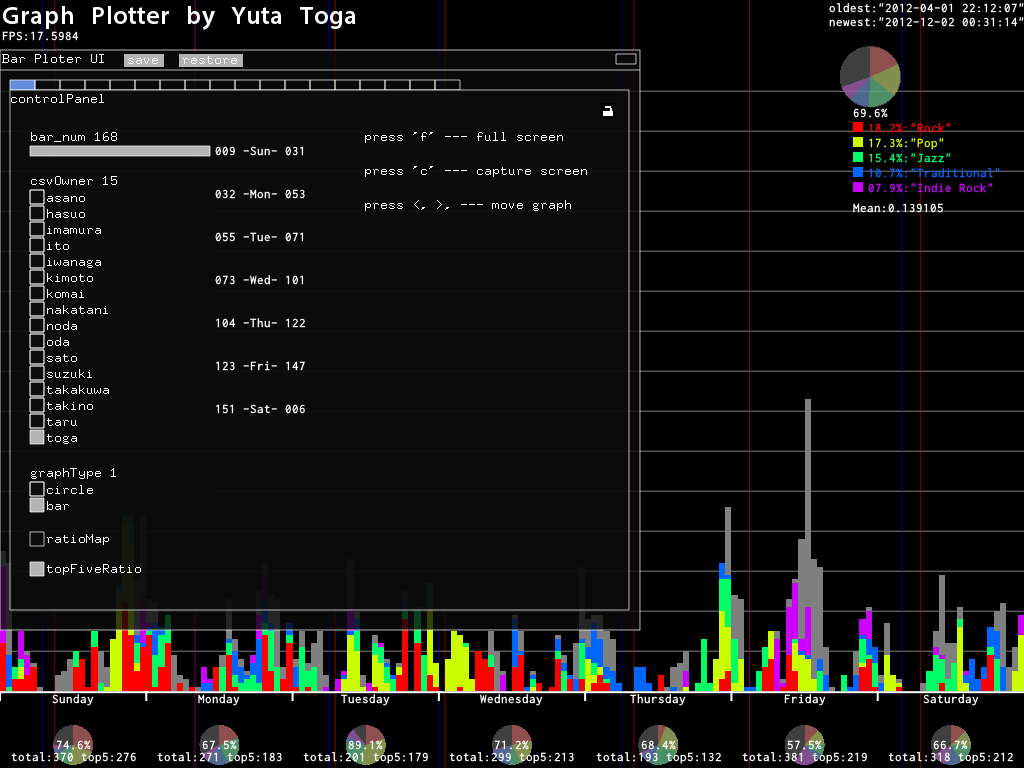 Graph Plotter by Yuta Toga
FPS:17.5984
oldest:"2012-04-01 22:12:07"
newest:"2012-12-02 00:31:14"
Bar Ploter UI save restore
controlPanel
bar_num 168
009 -Sun- 031
032 -Mon- 053
055 -Tue- 071
073 -Wed- 101
104 -Thu- 122
123 -Fri- 147
151 -Sat- 006
press 'f' --- full screen
press 'c' --- capture screen
press <, >, --- move graph
csvOwner 15
asano
hasuo
imamura
ito
iwanaga
kimoto
komai
nakatani
noda
oda
sato
suzuki
takakuwa
takino
taru
toga
graphType 1
circle
bar
ratioMap
topFiveRatio
69.6%
18.2%:"Rock"
17.3%:"Pop"
15.4%:"Jazz"
10.7%:"Traditional"
07.9%:"Indie Rock"
Mean:0.139105
Sunday Monday Tuesday Wednesday Thursday Friday Saturday
74.6% 67.5% 89.1% 71.2% 68.4% 57.5% 66.7%
total:370 top5:276 total:271 top5:183 total:201 top5:179 total:299 top5:213 total:193 top5:132 total:381 top5:219 total:318 top5:212